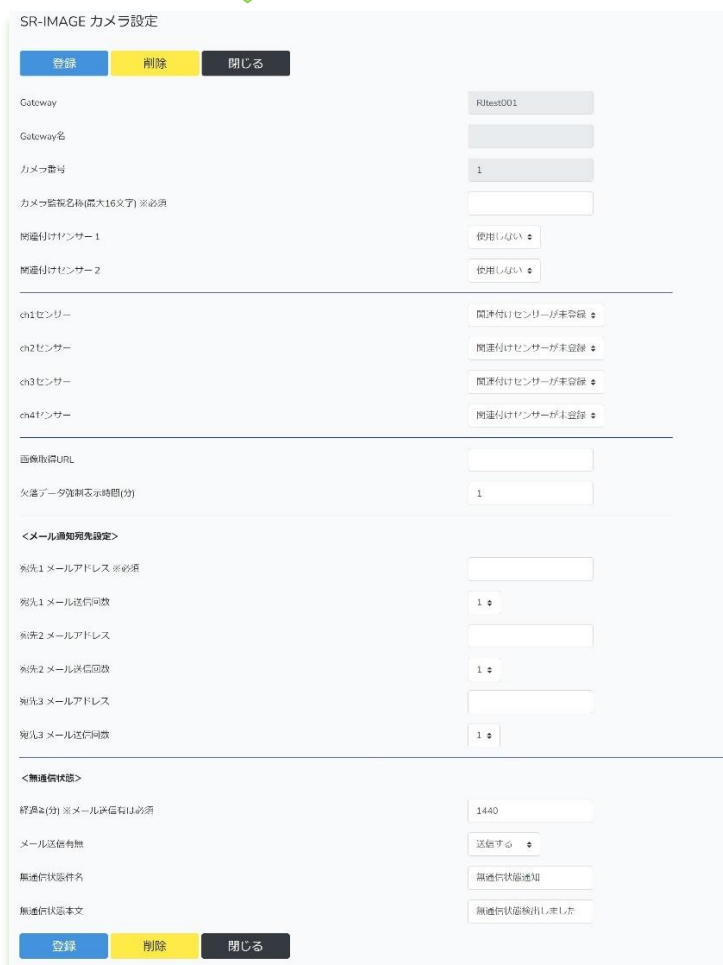 SR-IMAGE カメラ設定
登録 削除 閉じる
Gateway RJtest001
Gateway名
カメラ番号 1
カメラ監視名称(最大16文字) ※必須
関連付けセンサー1 使用しない
関連付けセンサー2 使用しない
ch1センサー 関連付けセンサーが未登録
ch2センサー 関連付けセンサーが未登録
ch3センサー 関連付けセンサーが未登録
ch4センサー 関連付けセンサーが未登録
画像取得URL
欠落データ強制表示時間(分) 1
<メール通知宛先設定>
宛先1 メールアドレス ※必須
宛先1 メール送信回数 1
宛先2 メールアドレス
宛先2 メール送信回数 1
宛先3 メールアドレス
宛先3 メール送信回数 1
<無通信状態>
経過≧(分) ※メール送信有は必須 1440
メール送信有無 送信する
無通信状態件名 無通信状態通知
無通信状態本文 無通信状態検出しました
登録 削除 閉じる